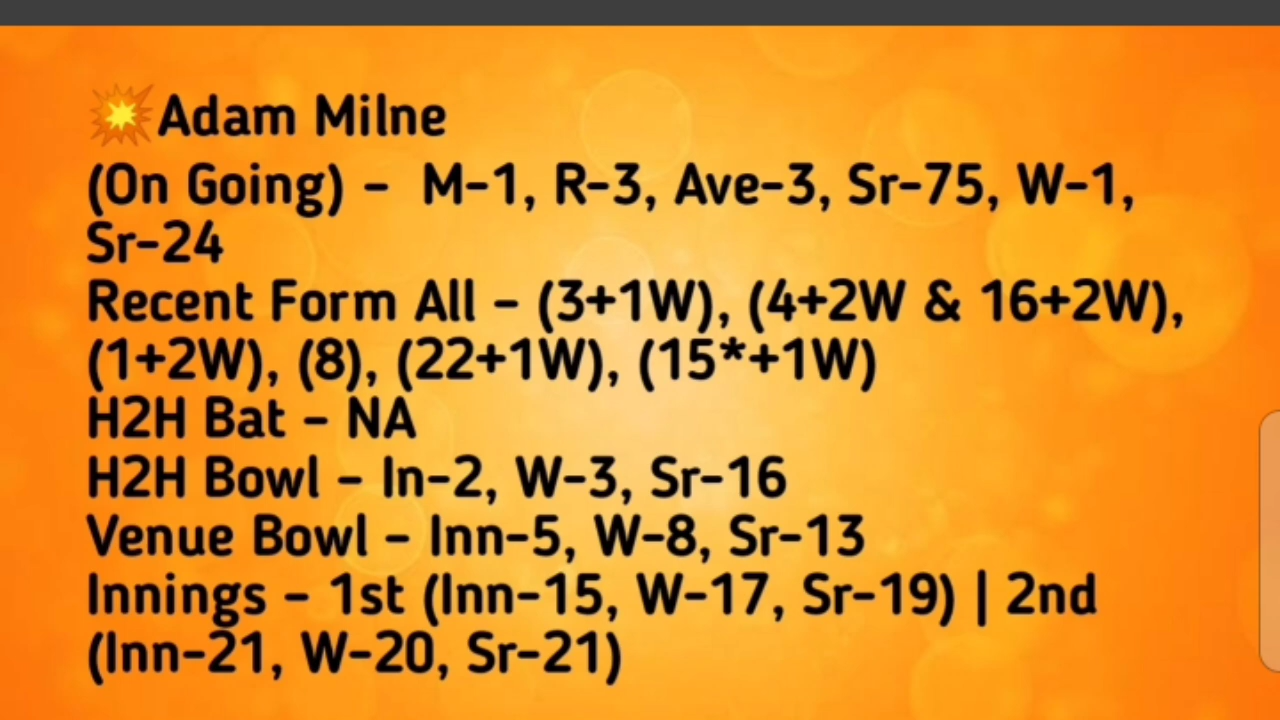 💥Adam Milne
(On Going) - M-1, R-3, Ave-3, Sr-75, W-1,
Sr-24
Recent Form All - (3+1W), (4+2W & 16+2W),
(1+2W), (8), (22+1W), (15*+1W)
H2H Bat - NA
H2H Bowl - In-2, W-3, Sr-16
Venue Bowl - Inn-5, W-8, Sr-13
Innings - 1st (Inn-15, W-17, Sr-19) | 2nd
(Inn-21, W-20, Sr-21)